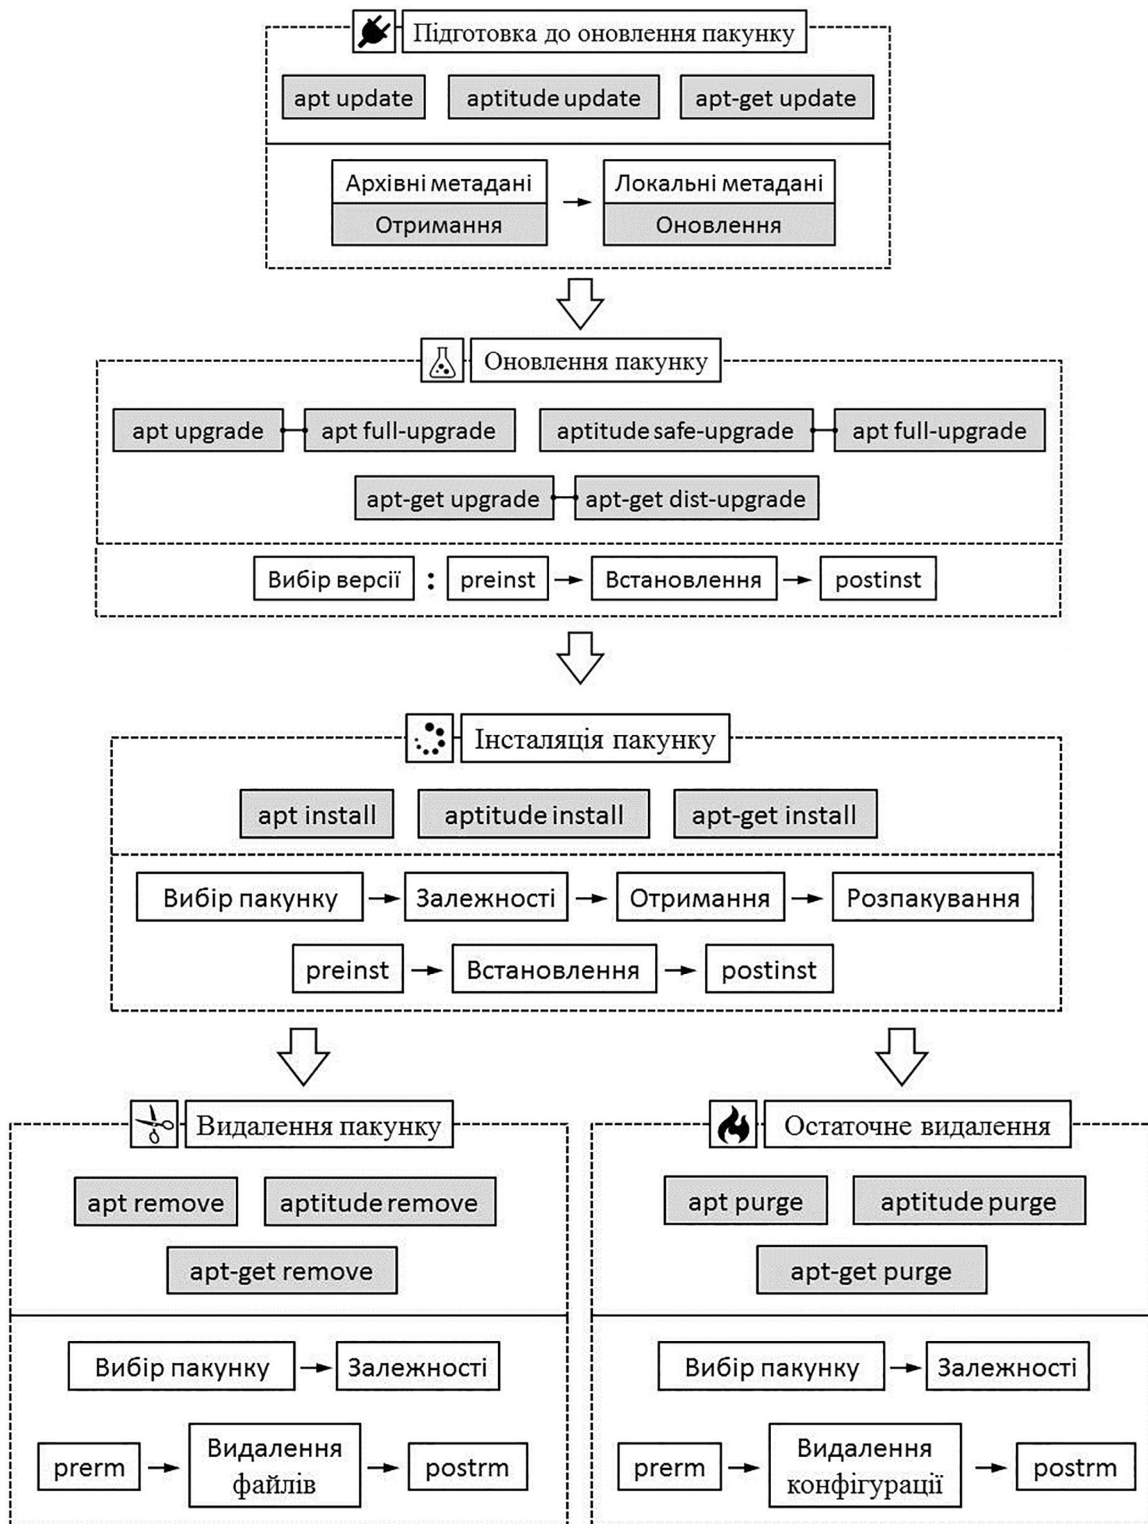 Підготовка до оновлення пакунку
apt update aptitude update apt-get update
Архівні метадані Локальні метадані
Отримання Оновлення
Оновлення пакунку
apt upgrade apt full-upgrade aptitude safe-upgrade apt full-upgrade
apt-get upgrade apt-get dist-upgrade
Вибір версії : preinst Встановлення postinst
Інсталяція пакунку
apt install aptitude install apt-get install
Вибір пакунку Залежності Отримання Розпакування
preinst Встановлення postinst
Видалення пакунку
apt remove aptitude remove
apt-get remove
Вибір пакунку Залежності
prerm Видалення файлів postrm
Остаточне видалення
apt purge aptitude purge
apt-get purge
Вибір пакунку Залежності
prerm Видалення конфігурації postrm